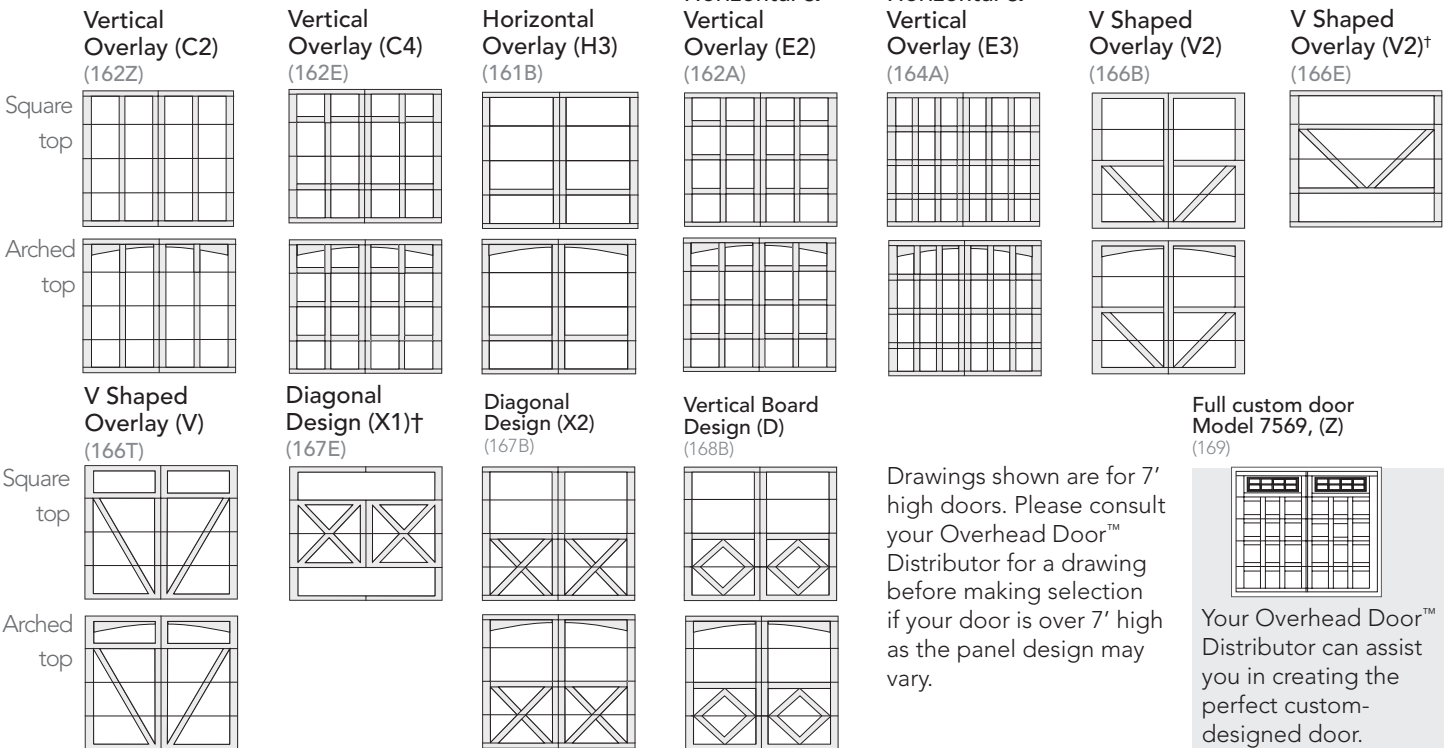 Vertical
Overlay (C2)
(162Z)
Vertical
Overlay (C4)
(162E)
Horizontal
Overlay (H3)
(161B)
Vertical
Overlay (E2)
(162A)
Vertical
Overlay (E3)
(164A)
V Shaped
Overlay (V2)
(166B)
V Shaped
Overlay (V2)†
(166E)
Square
top
Arched
top
V Shaped
Overlay (V)
(166T)
Diagonal
Design (X1)†
(167E)
Diagonal
Design (X2)
(167B)
Vertical Board
Design (D)
(168B)
Square
top
Arched
top
Drawings shown are for 7’
high doors. Please consult
your Overhead Door™
Distributor for a drawing
before making selection
if your door is over 7’ high
as the panel design may
vary.
Full custom door
Model 7569, (Z)
(169)
Your Overhead Door™
Distributor can assist
you in creating the
perfect custom-
designed door.